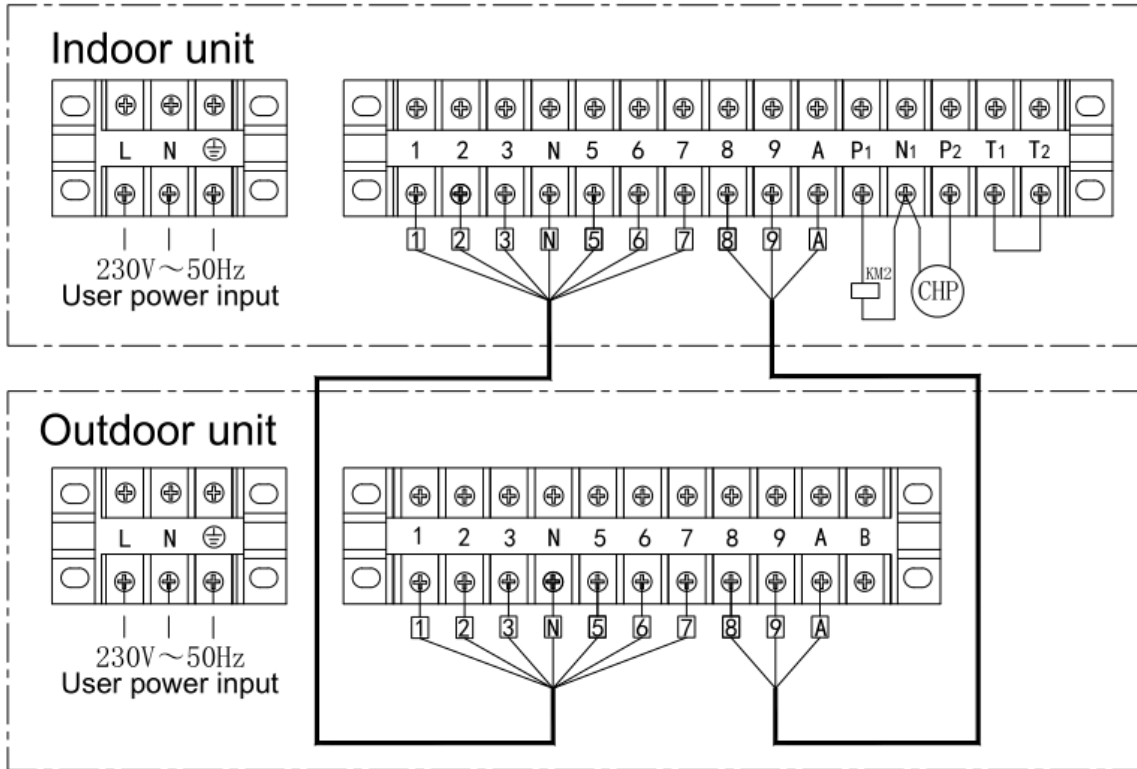 Indoor unit
L N
1 2 3 N 5 6 7 8 9 A P1 N1 P2 T1 T2
1 2 3 N 5 6 7 8 9 A
230V～50Hz
User power input
KM2
CHP
Outdoor unit
L N
1 2 3 N 5 6 7 8 9 A B
1 2 3 N 5 6 7 8 9 A
230V～50Hz
User power input